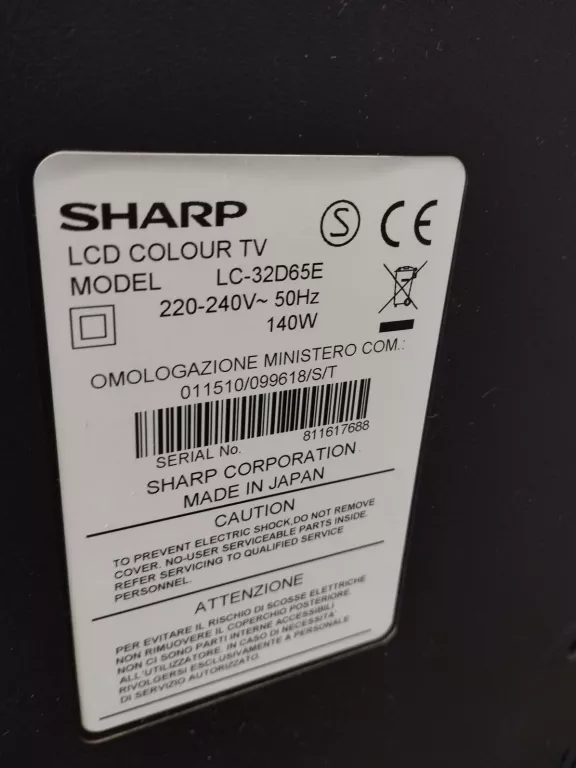 SHARP
S CE
LCD COLOUR TV
MODEL LC-32D65E
220-240V~ 50Hz
140W
OMOLOGAZIONE MINISTERO COM.:
011510/099618/S/T
SERIAL No. 811617688
SHARP CORPORATION
MADE IN JAPAN
CAUTION
TO PREVENT ELECTRIC SHOCK,DO NOT REMOVE
COVER. NO-USER SERVICEABLE PARTS INSIDE.
REFER SERVICING TO QUALIFIED SERVICE
PERSONNEL.
ATTENZIONE
PER EVITARE IL RISCHIO DI SCOSSE ELETTRICHE
NON RIMUOVERE IL COPERCHIO POSTERIORE.
NON CI SONO PARTI INTERNE ACCESSIBILI
ALL'UTILIZZATORE. IN CASO DI NECESSITA'
RIVOLGERSI ESCLUSIVAMENTE A PERSONALE
DI SERVIZIO AUTORIZZATO.